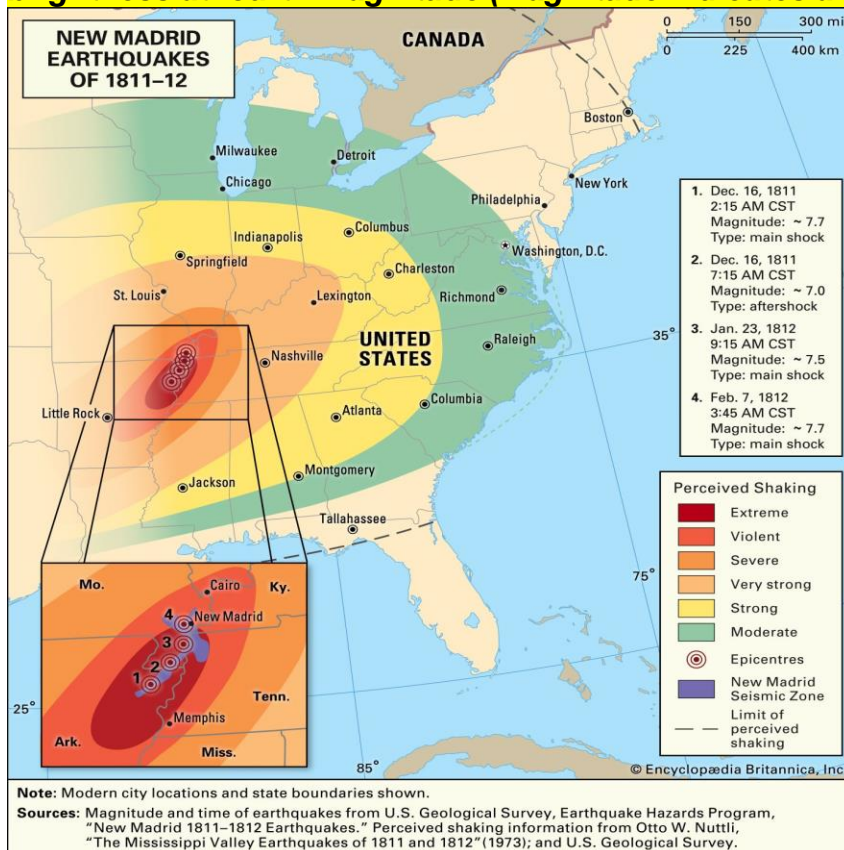 NEW MADRID
EARTHQUAKES
OF 1811–12
CANADA
0 150 300 mi
0 225 400 km
Boston
Milwaukee
Detroit
Chicago
New York
Philadelphia
Columbus
Indianapolis
Washington, D.C.
Springfield
Charleston
St. Louis
Lexington
Richmond
UNITED
STATES
35°
Raleigh
Nashville
Little Rock
Atlanta
Columbia
Montgomery
Jackson
Tallahassee
1. Dec. 16, 1811
2:15 AM CST
Magnitude: ~ 7.7
Type: main shock
2. Dec. 16, 1811
7:15 AM CST
Magnitude: ~ 7.0
Type: aftershock
3. Jan. 23, 1812
9:15 AM CST
Magnitude: ~ 7.5
Type: main shock
4. Feb. 7, 1812
3:45 AM CST
Magnitude: ~ 7.7
Type: main shock
Perceived Shaking
Extreme
Violent
Severe
Very strong
Strong
Moderate
Epicentres
New Madrid
Seismic Zone
Limit of
perceived
shaking
75°
Mo.
Cairo
Ky.
4
New Madrid
3
2
1
Tenn.
Memphis
Ark.
Miss.
25°
85°
© Encyclopædia Britannica, Inc
Note: Modern city locations and state boundaries shown.
Sources: Magnitude and time of earthquakes from U.S. Geological Survey, Earthquake Hazards Program,
“New Madrid 1811–1812 Earthquakes.” Perceived shaking information from Otto W. Nuttli,
“The Mississippi Valley Earthquakes of 1811 and 1812”(1973); and U.S. Geological Survey.